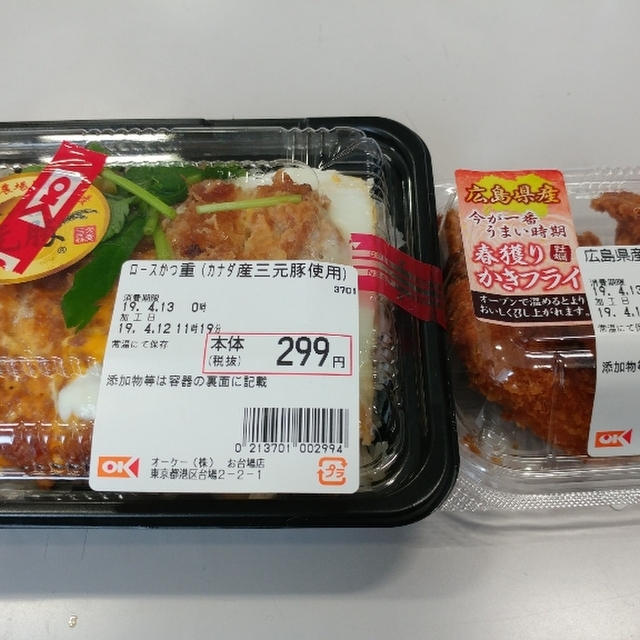 ロースかつ重(カナダ産三元豚使用)
3701
消費期限
19. 4.13 0時
加工日
19. 4.12 11時19分
常温にて保存
本体
(税抜)
299円
添加物等は容器の裏面に記載
0 213701 002994
OK
オーケー(株) お台場店
東京都港区台場2-2-1
プラ
広島県産
今が一番
うまい時期
春獲り
かきフライ
オーブンで温めるとより
おいしく召し上がれます。
広島県産
消費期限
19. 4.
加工日
19. 4.1
常温にて
添加物等
OK